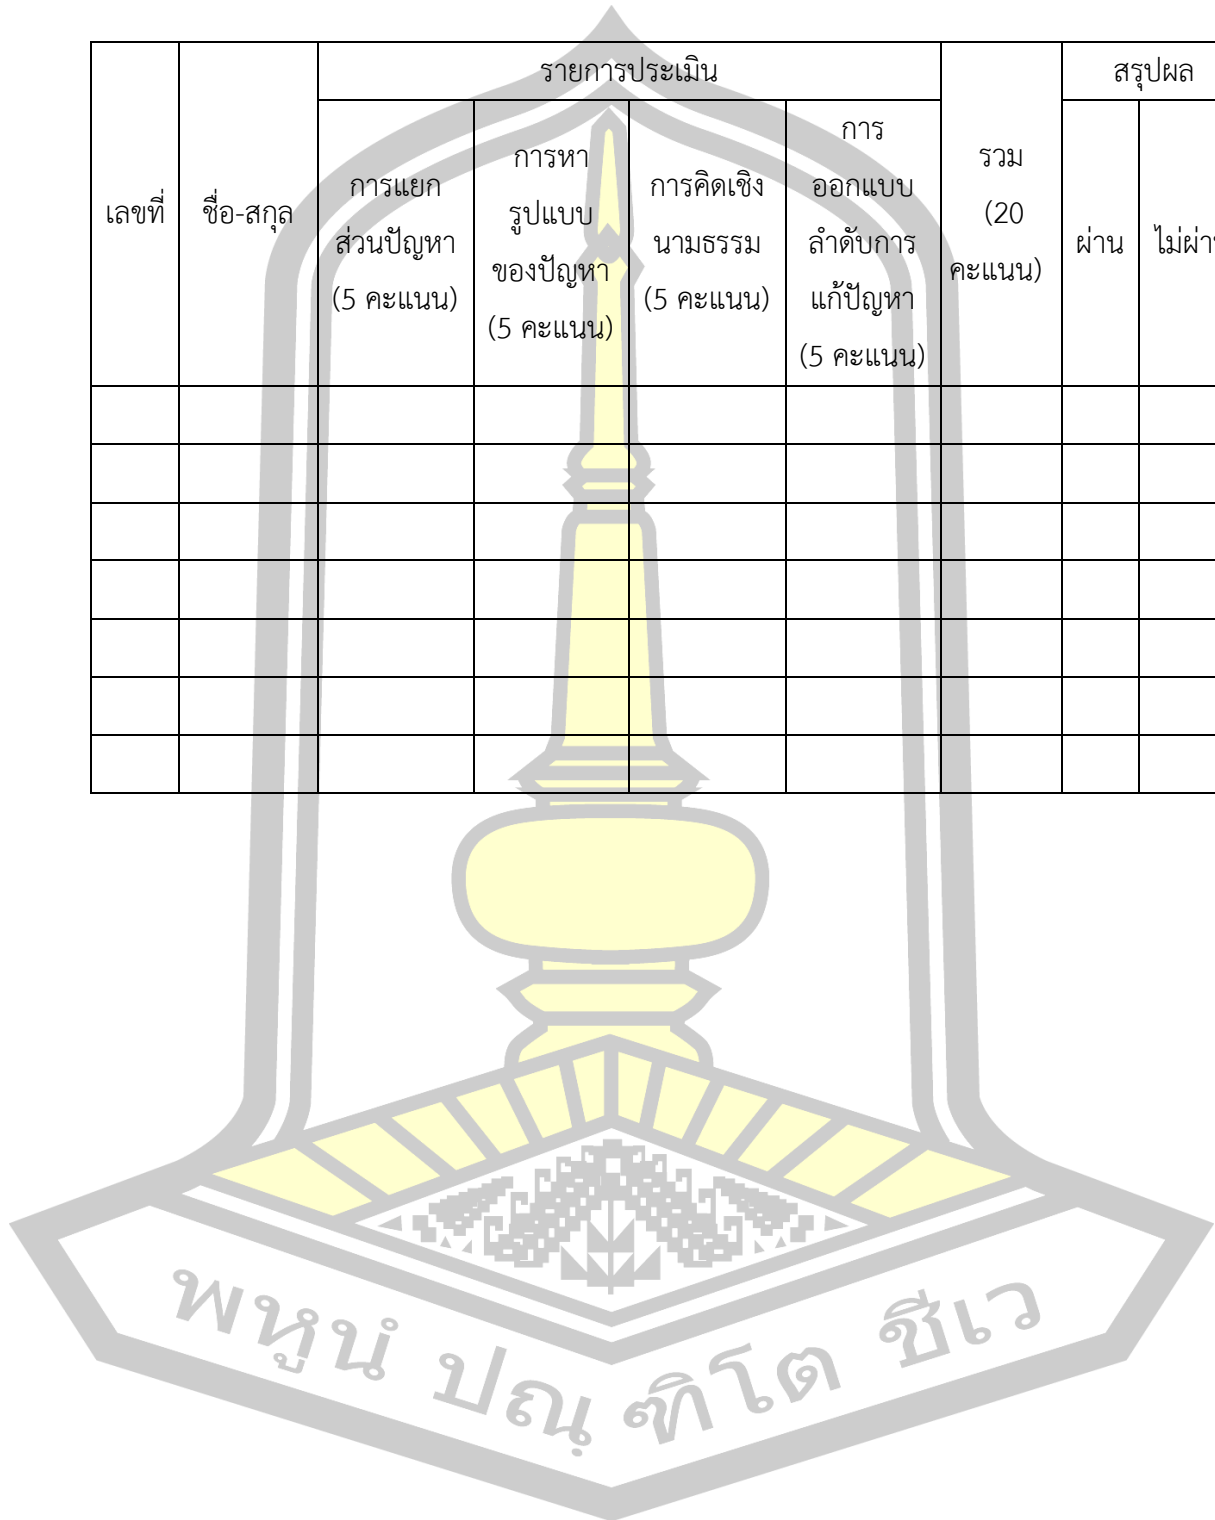 เลขที่
ชื่อ-สกุล
รายการประเมิน
การแยก
ส่วนปัญหา
(5 คะแนน)
การหา
รูปแบบ
ของปัญหา
(5 คะแนน)
การคิดเชิง
นามธรรม
(5 คะแนน)
การ
ออกแบบ
ลำดับการ
แก้ปัญหา
(5 คะแนน)
รวม
(20
คะแนน)
สรุปผล
ผ่าน
ไม่ผ่าน
พหูนํ ปณฺฑิโต ชีเว